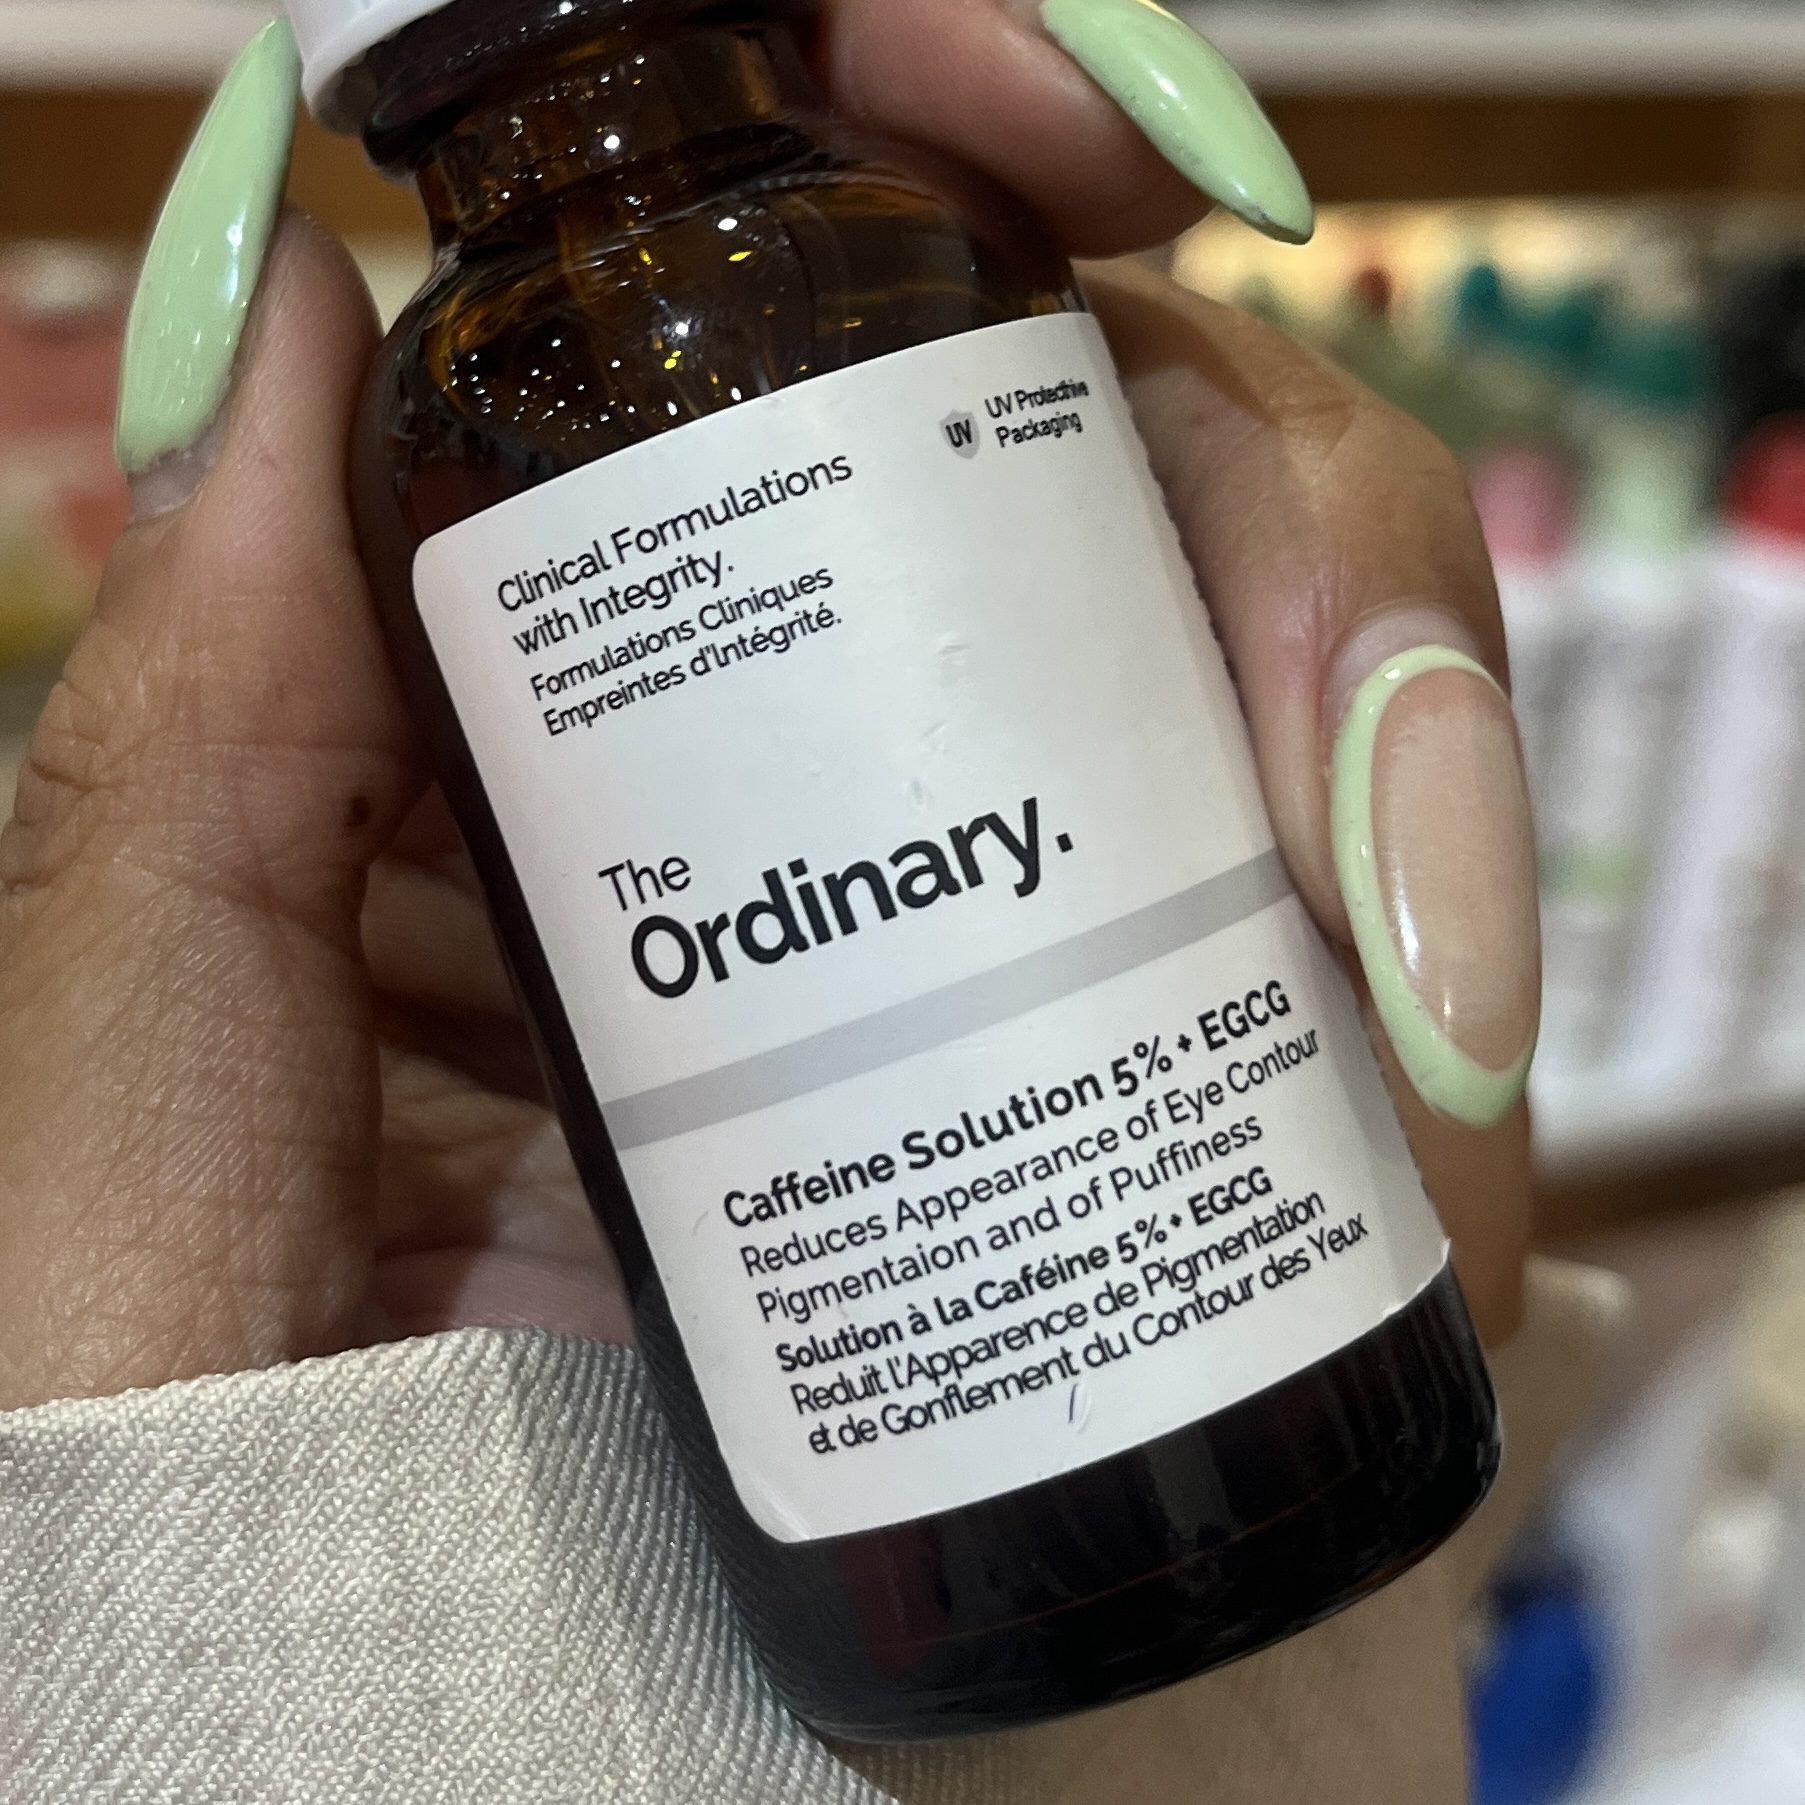 UV
UV Protecthive
Packaging
Clinical Formulations
with Integrity.
Formulations Cliniques
Empreintes d'Intégrité.
The
Ordinary.
Caffeine Solution 5% + EGCG
Reduces Appearance of Eye Contour
Pigmentaion and of Puffiness
Solution à la Caféine 5% + EGCG
Reduit l'Apparence de Pigmentation
et de Gonflement du Contour des Yeux